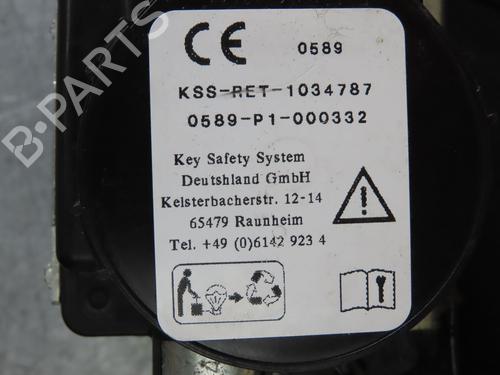 CE 0589
KSS-RET-1034787
0589-P1-000332
Key Safety System
Deutshland GmbH
Kelsterbacherstr. 12-14
65479 Raunheim
Tel. +49 (0)6142 923 4
B-PARTS